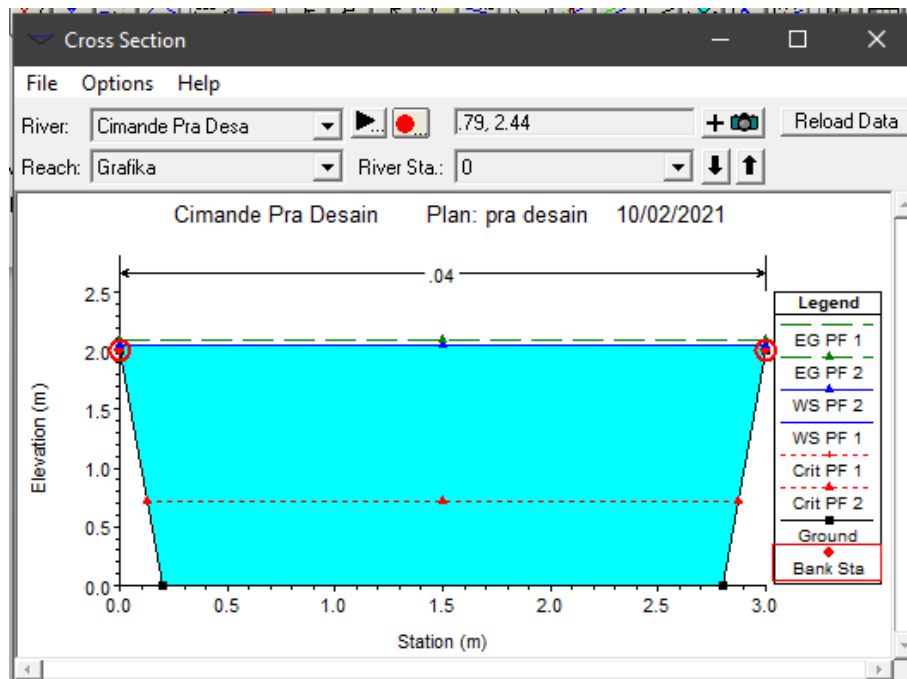 Cross Section
File Options Help
River: Cimande Pra Desa ... ... .79, 2.44 + Reload Data
Reach: Grafika River Sta.: 0
Cimande Pra Desain Plan: pra desain 10/02/2021
.04
2.5
2.0
1.5
1.0
0.5
0.0
Elevation (m)
0.0 0.5 1.0 1.5 2.0 2.5 3.0
Station (m)
Legend
EG PF 1
EG PF 2
WS PF 2
WS PF 1
Crit PF 1
Crit PF 2
Ground
Bank Sta